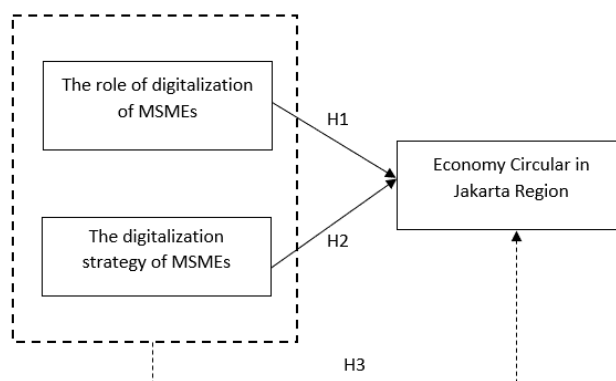 The role of digitalization
of MSMEs
H1
Economy Circular in
Jakarta Region
The digitalization
strategy of MSMEs
H2
H3